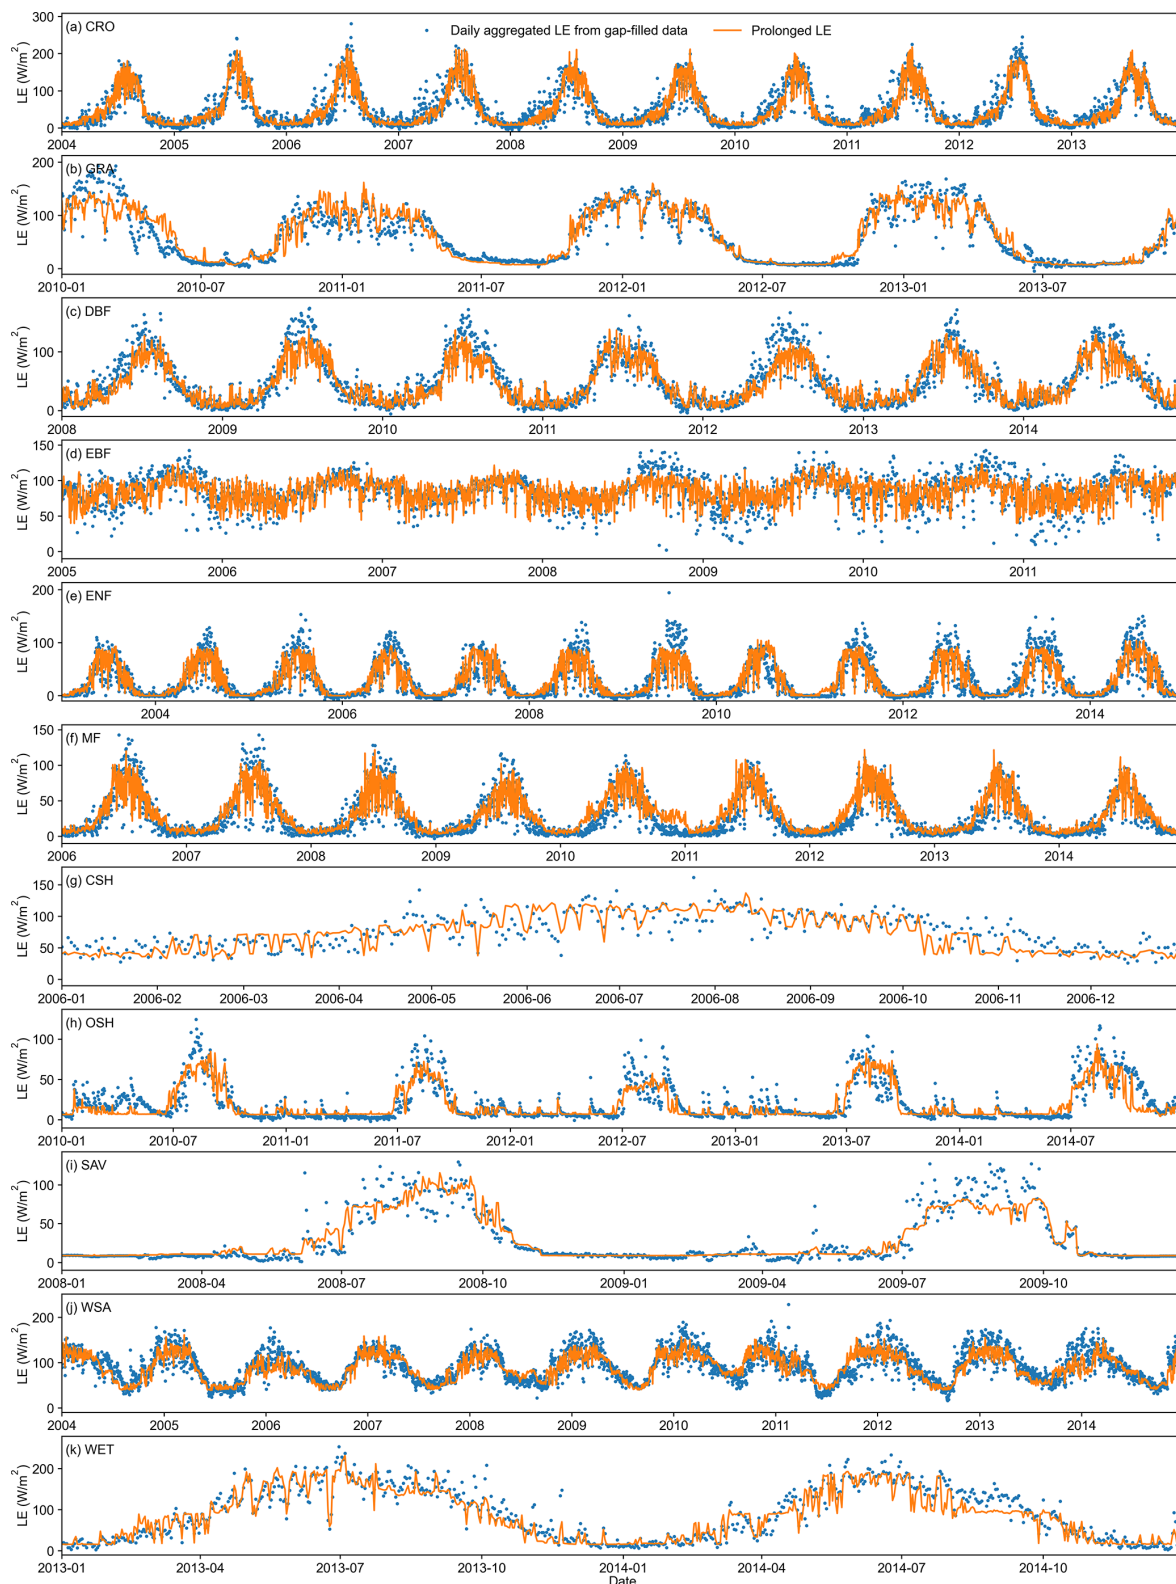 (a) CRO
Daily aggregated LE from gap-filled data
Prolonged LE
LE (W/m²)
300
200
100
0
2004 2005 2006 2007 2008 2009 2010 2011 2012 2013
(b) GRA
LE (W/m²)
200
100
0
2010-01 2010-07 2011-01 2011-07 2012-01 2012-07 2013-01 2013-07
(c) DBF
LE (W/m²)
100
0
2008 2009 2010 2011 2012 2013 2014
(d) EBF
LE (W/m²)
150
100
50
0
2005 2006 2007 2008 2009 2010 2011
(e) ENF
LE (W/m²)
200
100
0
2004 2006 2008 2010 2012 2014
(f) MF
LE (W/m²)
150
100
50
0
2006 2007 2008 2009 2010 2011 2012 2013 2014
(g) CSH
LE (W/m²)
150
100
50
0
2006-01 2006-02 2006-03 2006-04 2006-05 2006-06 2006-07 2006-08 2006-09 2006-10 2006-11 2006-12
(h) OSH
LE (W/m²)
100
50
0
2010-01 2010-07 2011-01 2011-07 2012-01 2012-07 2013-01 2013-07 2014-01 2014-07
(i) SAV
LE (W/m²)
100
50
0
2008-01 2008-04 2008-07 2008-10 2009-01 2009-04 2009-07 2009-10
(j) WSA
LE (W/m²)
200
100
0
2004 2005 2006 2007 2008 2009 2010 2011 2012 2013 2014
(k) WET
LE (W/m²)
200
100
0
2013-01 2013-04 2013-07 2013-10 2014-01 2014-04 2014-07 2014-10
Date